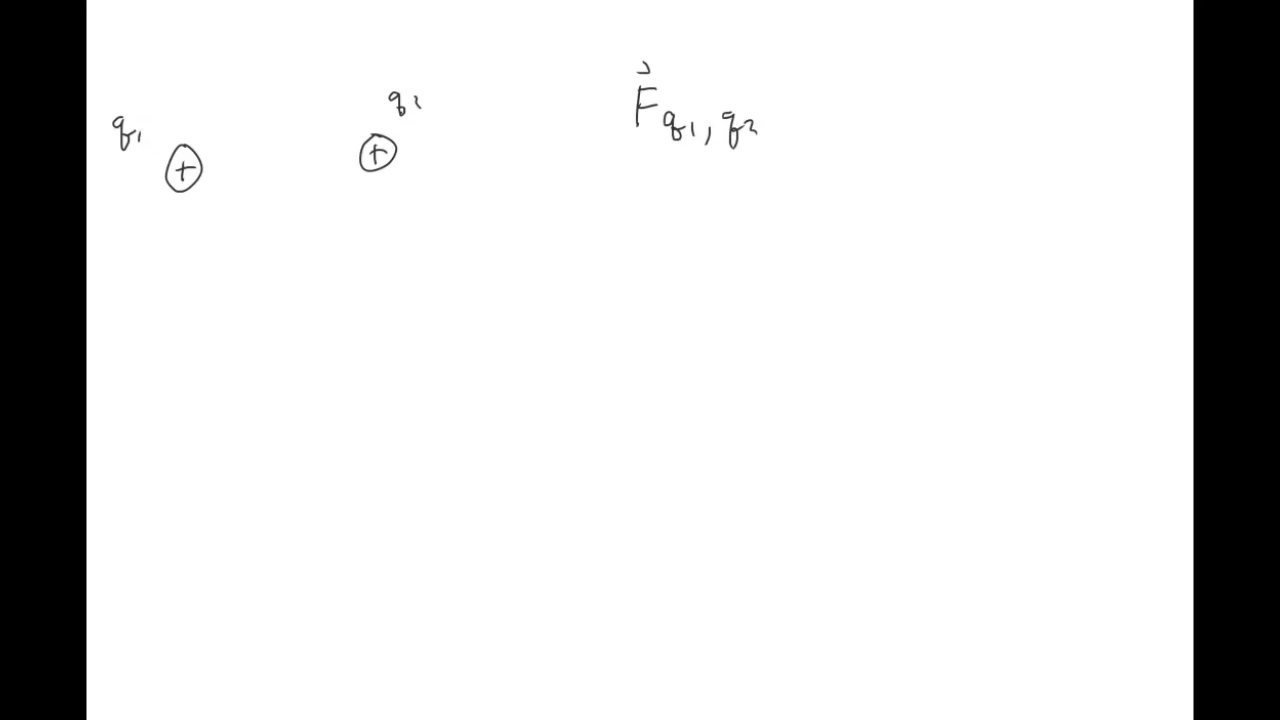 q₂
q₁
+
+
F⃗ q₁, q₂